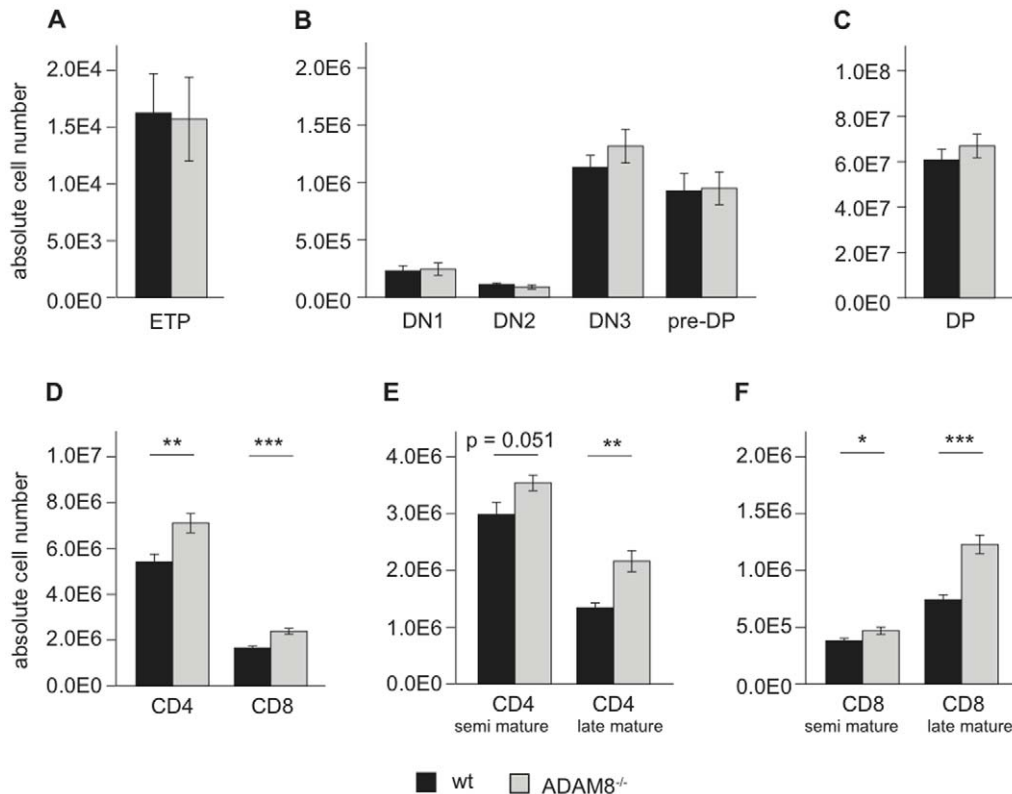 A
absolute cell number
2.0E4
1.5E4
1.0E4
5.0E3
0.0E0
ETP
B
2.0E6
1.5E6
1.0E6
5.0E5
0.0E0
DN1 DN2 DN3 pre-DP
C
1.0E8
8.0E7
6.0E7
4.0E7
2.0E7
0.0E0
DP
D
absolute cell number
** ***
1.0E7
8.0E6
6.0E6
4.0E6
2.0E6
0.0E0
CD4 CD8
E
p = 0.051 **
4.0E6
3.0E6
2.0E6
1.0E6
0.0E0
CD4 CD4
semi mature late mature
F
* ***
2.0E6
1.5E6
1.0E6
5.0E5
0.0E0
CD8 CD8
semi mature late mature
wt ADAM8-/-